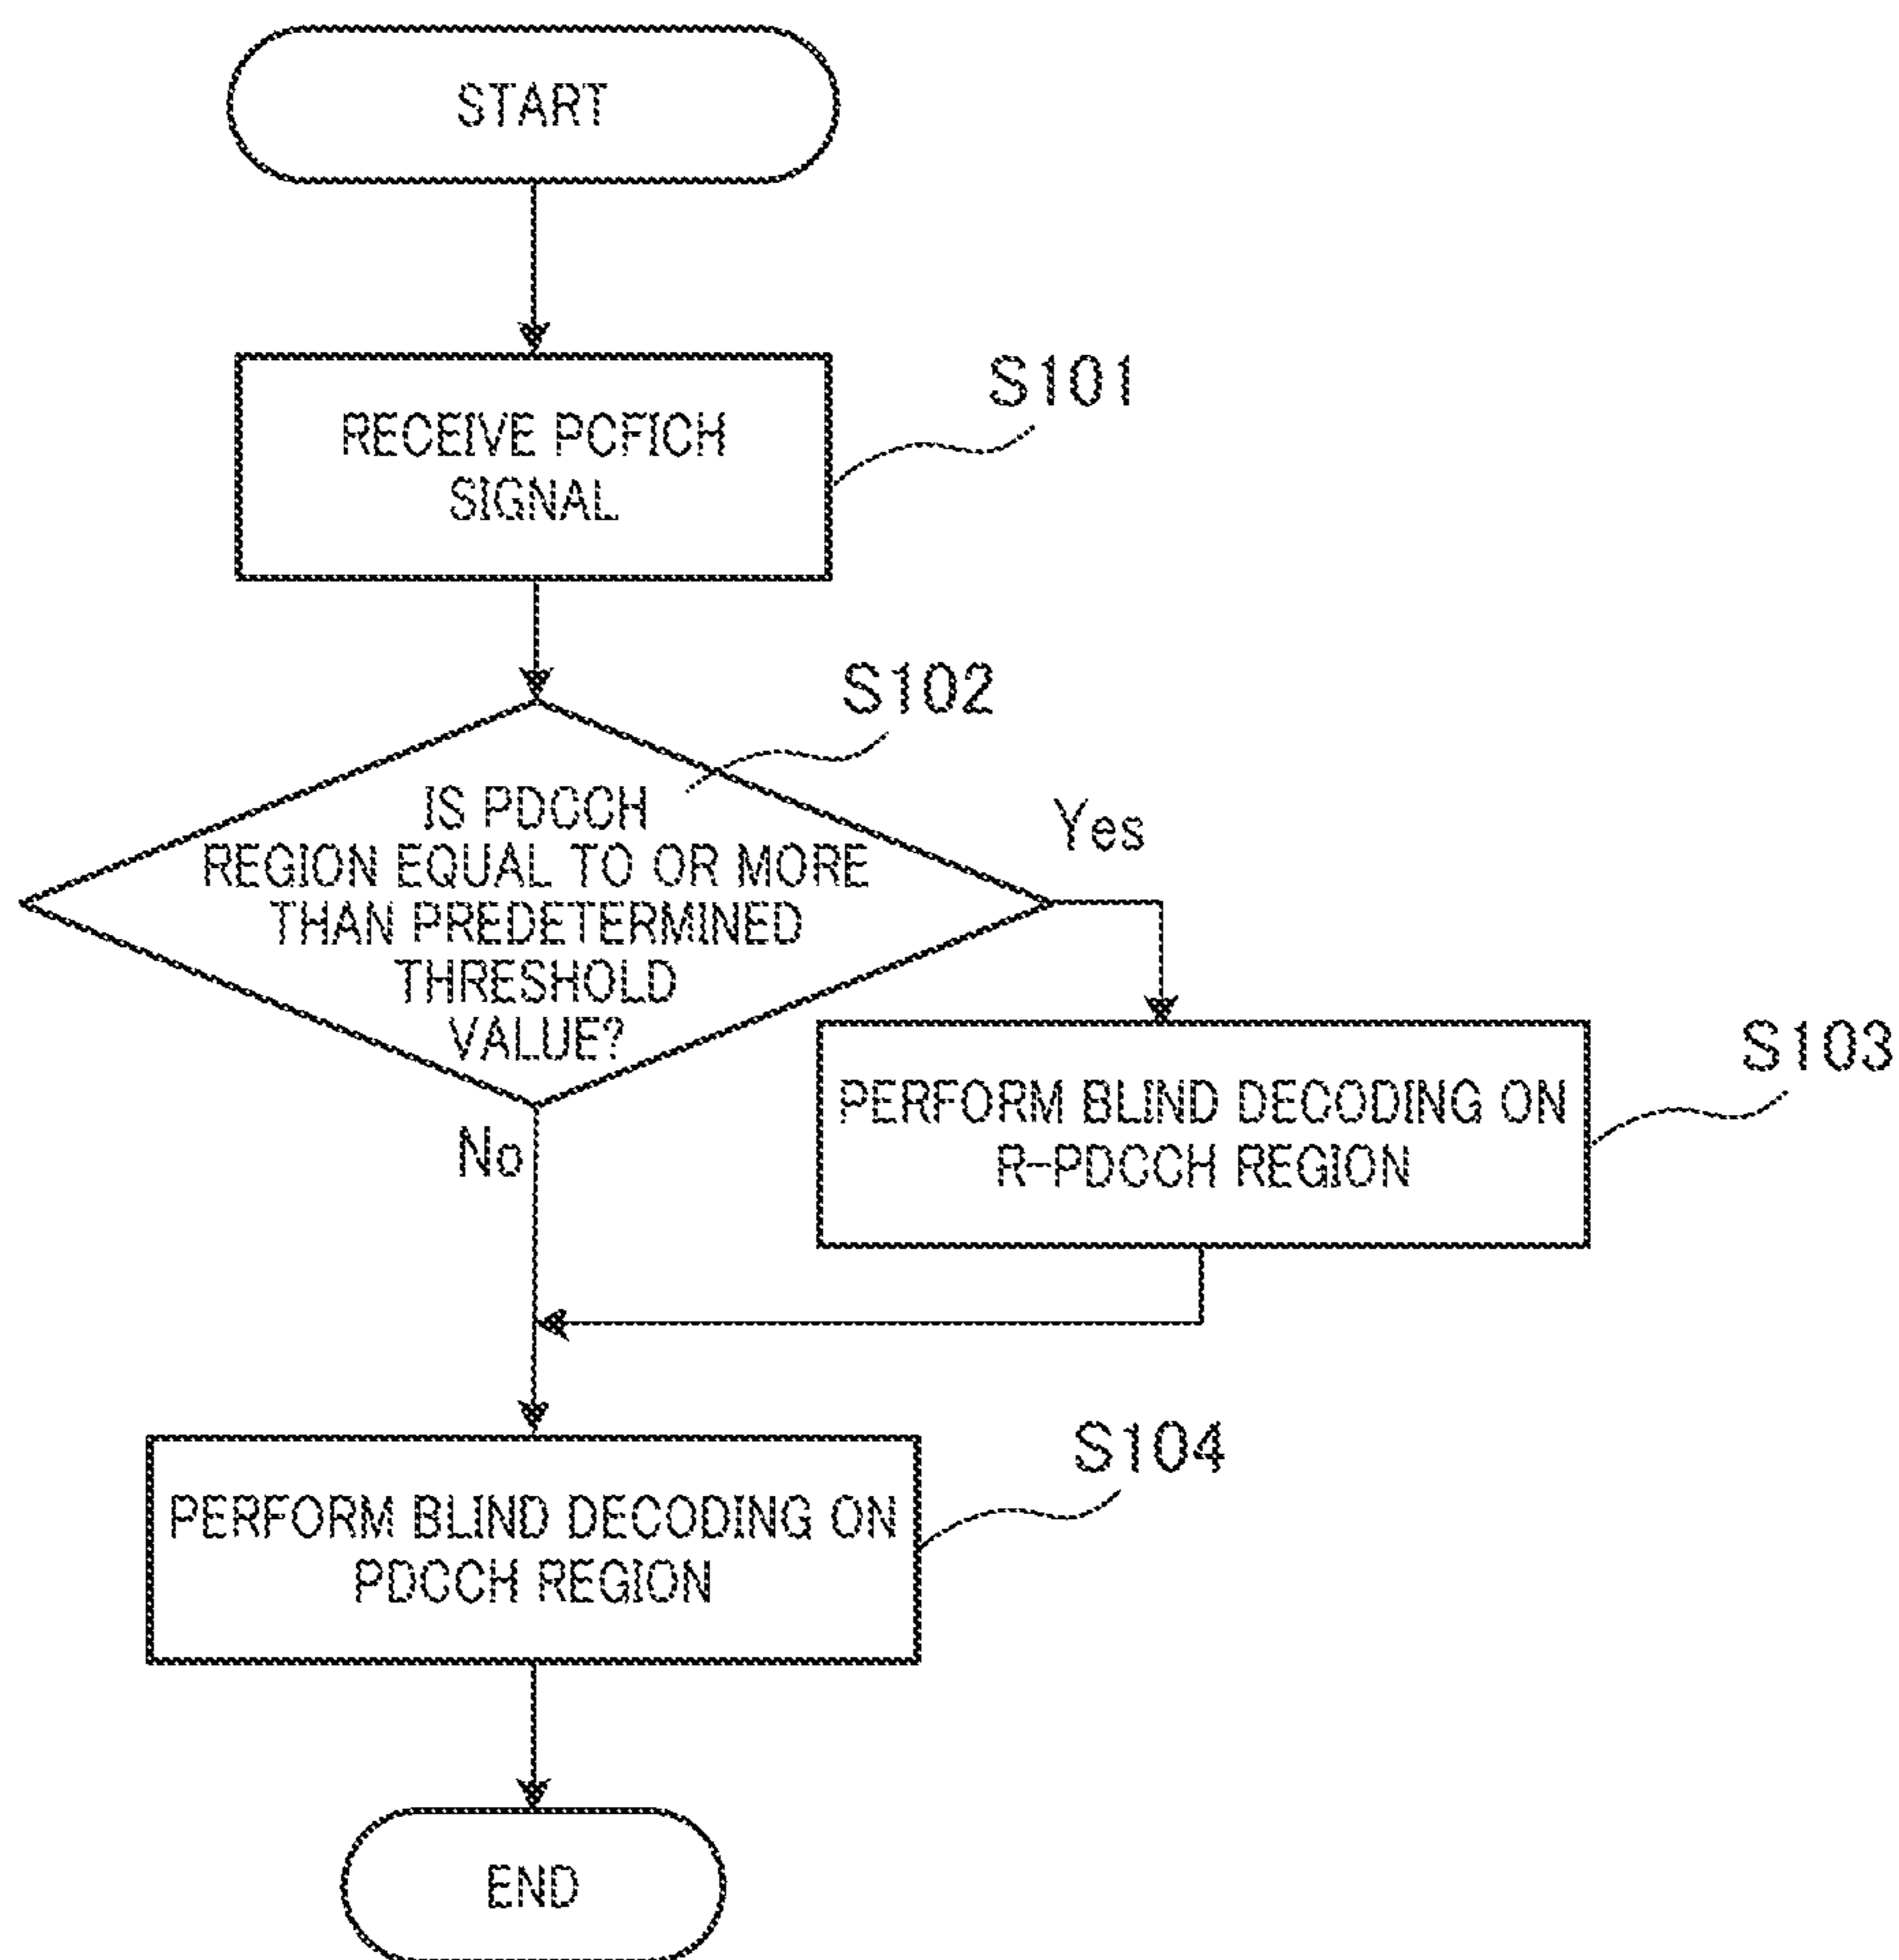 START
RECEIVE PCFICH
SIGNAL
S101
S102
IS PDCCH
REGION EQUAL TO OR MORE
THAN PREDETERMINED
THRESHOLD
VALUE?
Yes
No
PERFORM BLIND DECODING ON
R-PDCCH REGION
S103
PERFORM BLIND DECODING ON
PDCCH REGION
S104
END